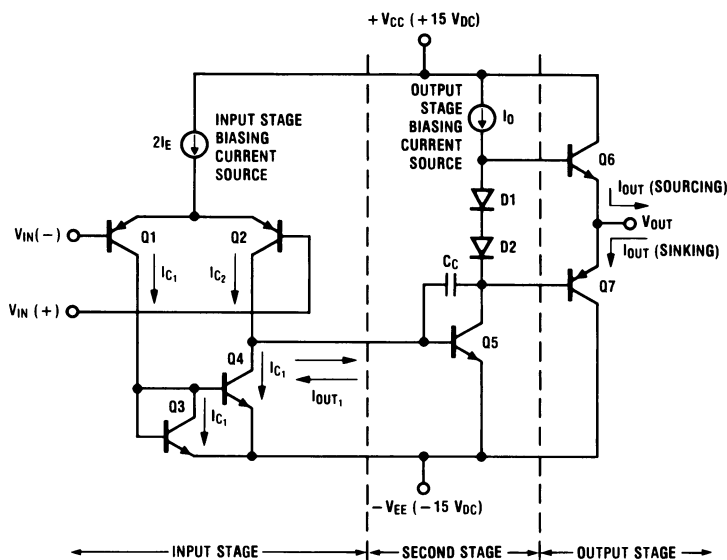 +VCC (+15 VDC)
INPUT STAGE
BIASING
CURRENT
SOURCE
2IE
OUTPUT
STAGE
BIASING
CURRENT
SOURCE
IO
Q6
IOUT (SOURCING)
D1
VOUT
IOUT (SINKING)
D2
CC
Q7
VIN(-)
Q1
Q2
IC1
IC2
VIN (+)
Q4
IC1
IOUT1
Q5
Q3
IC1
-VEE (-15 VDC)
INPUT STAGE
SECOND STAGE
OUTPUT STAGE